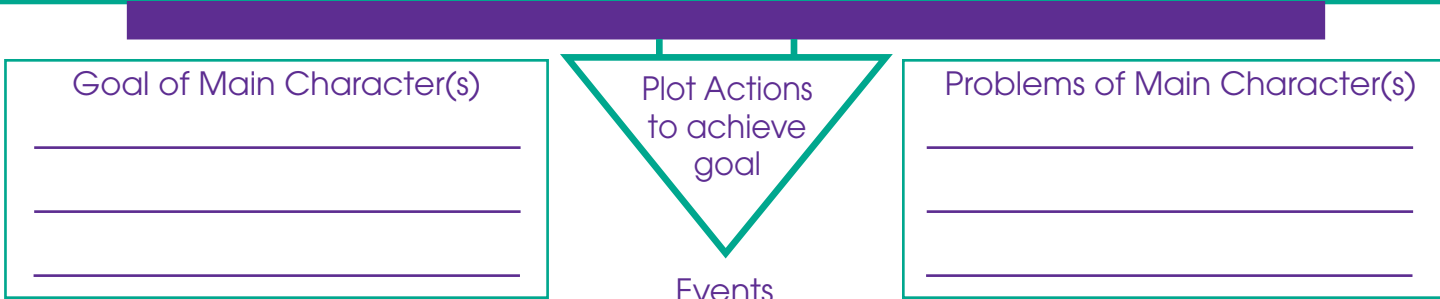 Goal of Main Character(s)
Plot Actions
to achieve
goal
Problems of Main Character(s)
Events